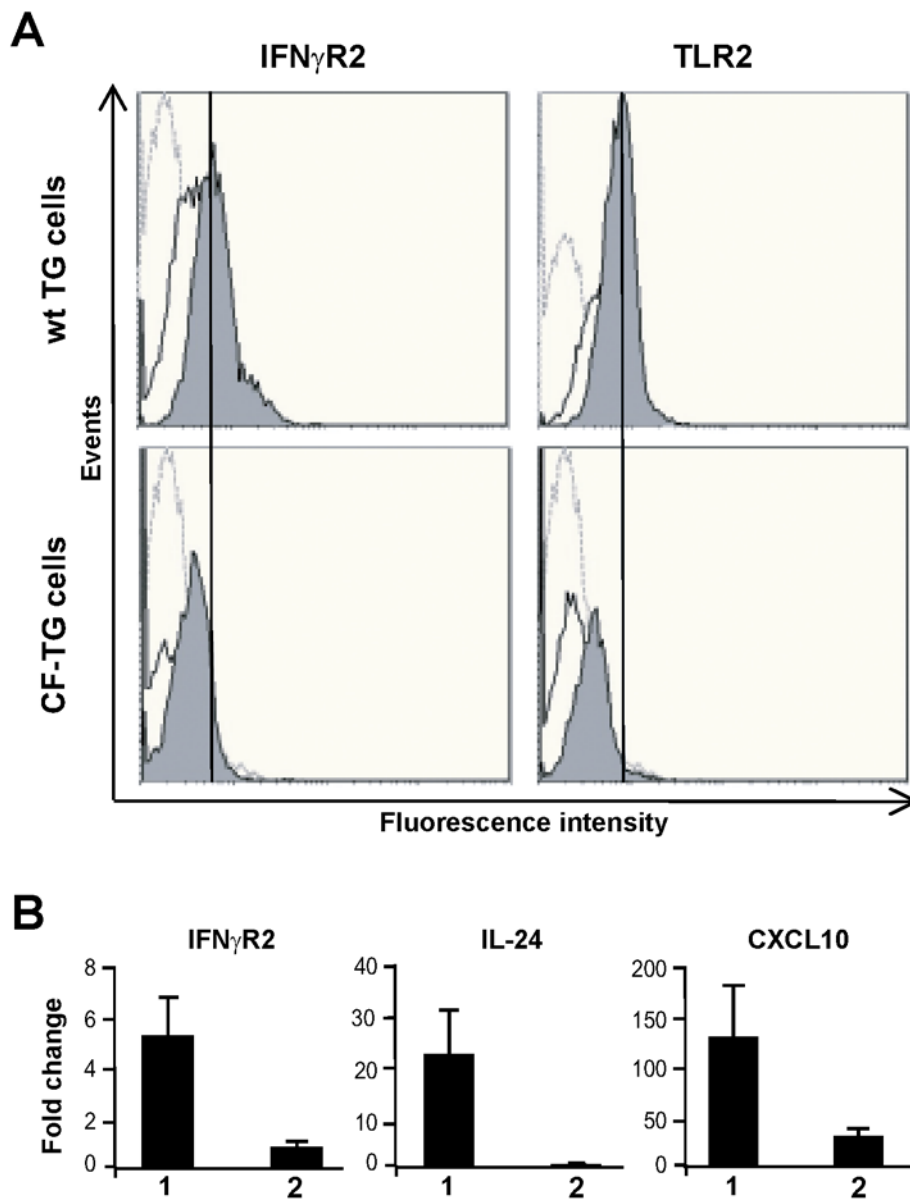 A
IFNγR2
TLR2
wt TG cells
CF-TG cells
Events
Fluorescence intensity
B
IFNγR2
IL-24
CXCL10
Fold change
8
6
4
2
0
1
2
40
30
20
10
0
1
2
200
150
100
50
0
1
2